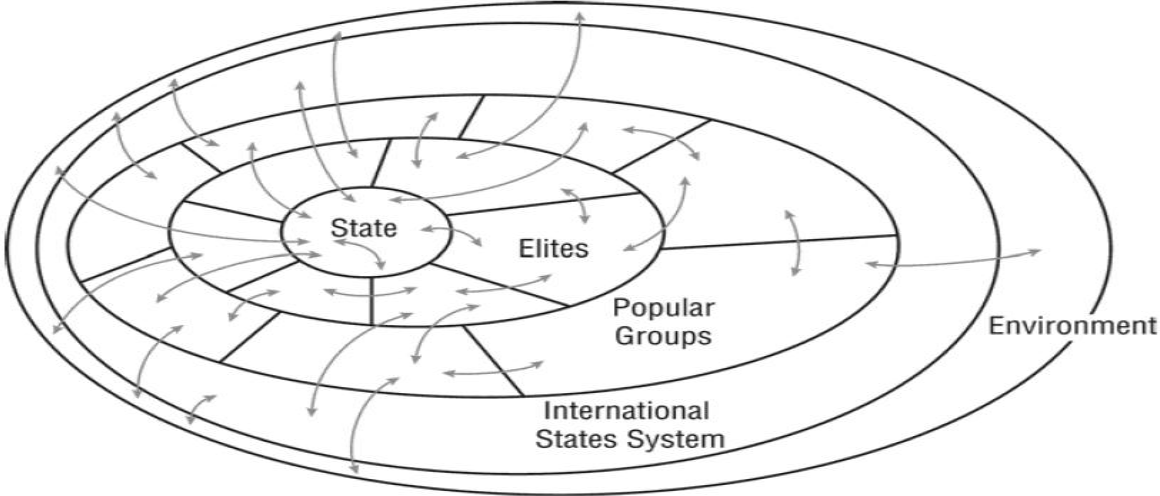 State
Elites
Popular
Groups
Environment
International
States System